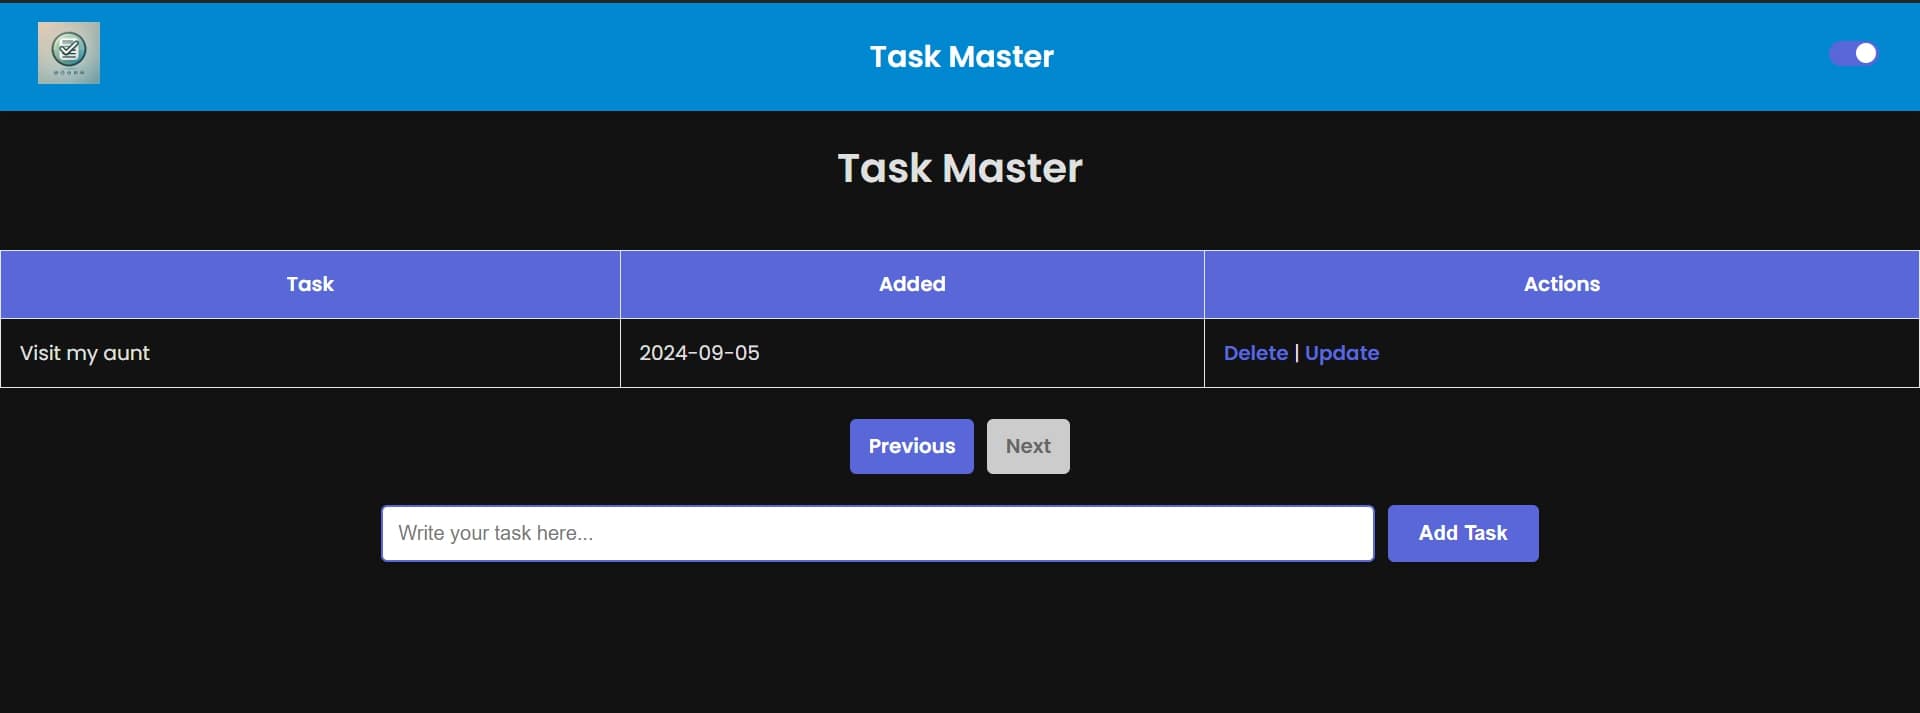 Task Master
Task Master
Task Added Actions
Visit my aunt 2024-09-05 Delete | Update
Previous Next
Write your task here... Add Task